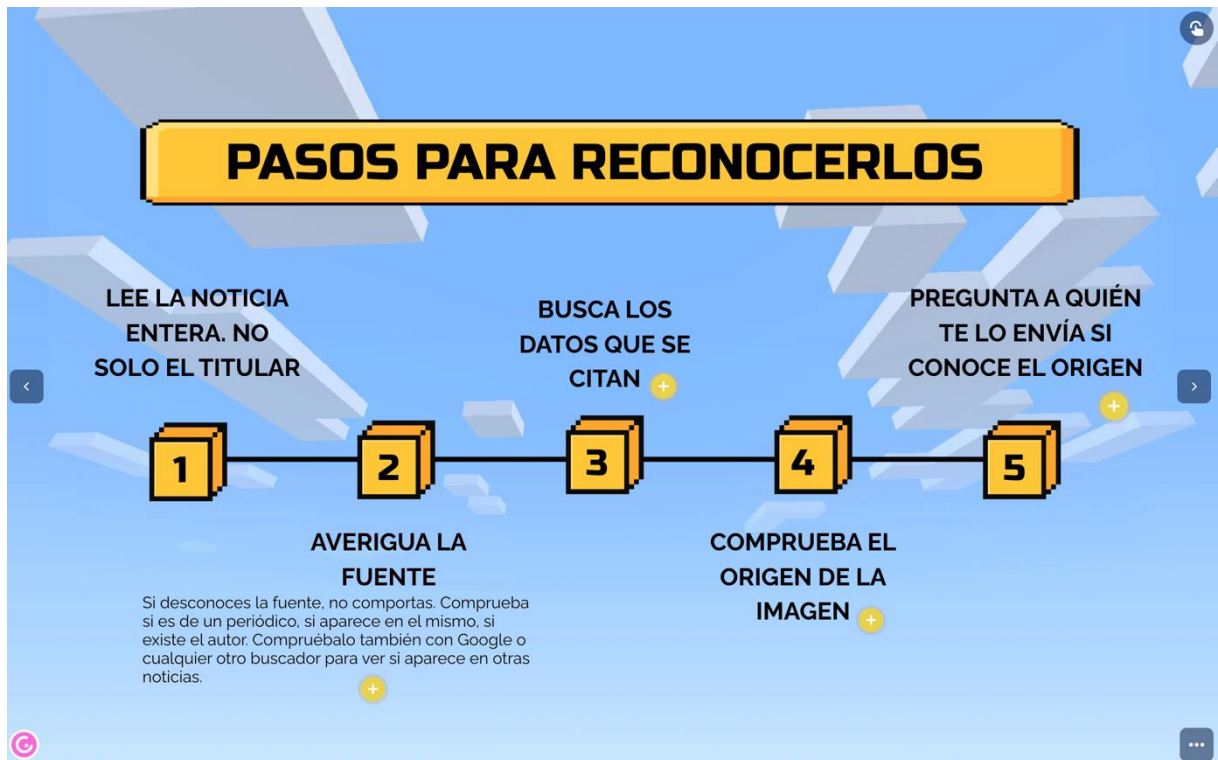 PASOS PARA RECONOCERLOS
LEE LA NOTICIA
ENTERA. NO
SOLO EL TITULAR
BUSCA LOS
DATOS QUE SE
CITAN
PREGUNTA A QUIÉN
TE LO ENVÍA SI
CONOCE EL ORIGEN
1
2
3
4
5
AVERIGUA LA
FUENTE
Si desconoces la fuente, no comportas. Comprueba
si es de un periódico, si aparece en el mismo, si
existe el autor. Compruébalo también con Google o
cualquier otro buscador para ver si aparece en otras
noticias.
COMPRUEBA EL
ORIGEN DE LA
IMAGEN